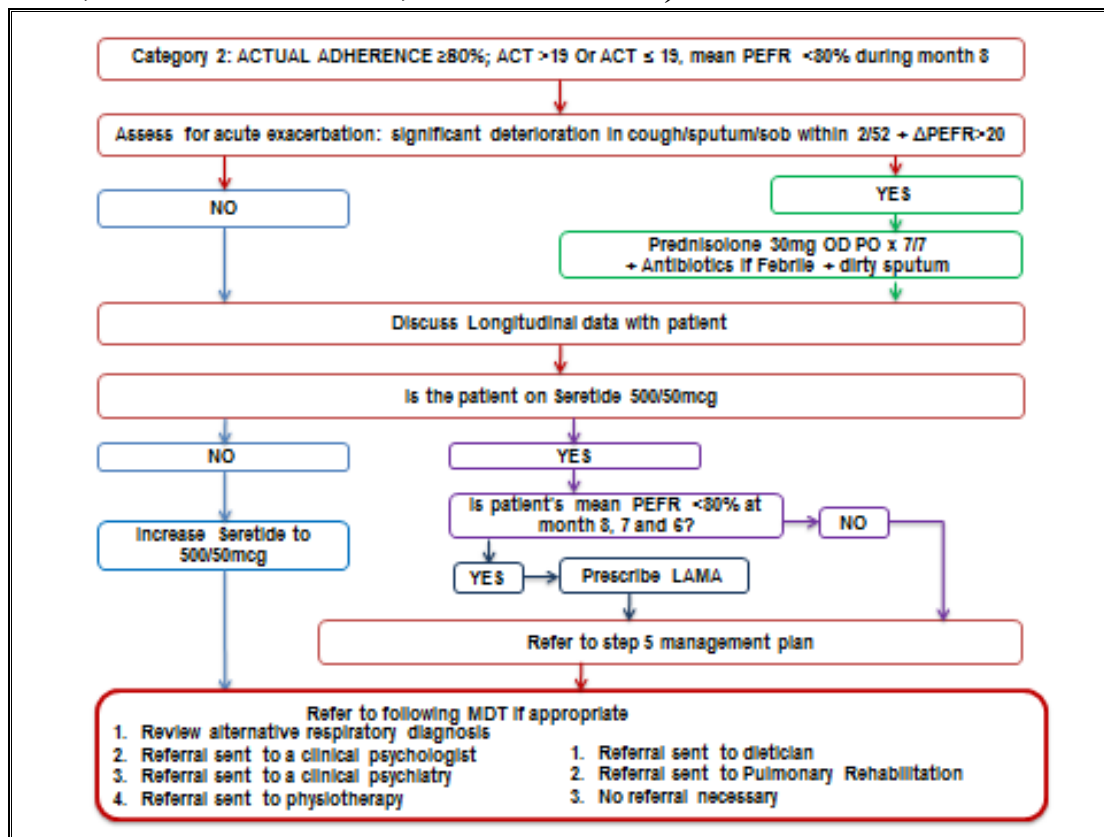 Category 2: ACTUAL ADHERENCE ≥80%; ACT >19 Or ACT ≤ 19, mean PEFR <80% during month 8
Assess for acute exacerbation: significant deterioration in cough/sputum/sob within 2/52 + ΔPEFR>20
NO
YES
Prednisolone 30mg OD PO x 7/7
+ Antibiotics if Febrile + dirty sputum
Discuss Longitudinal data with patient
Is the patient on Seretide 500/50mcg
NO
YES
Increase Seretide to
500/50mcg
Is patient's mean PEFR <80% at
month 8, 7 and 6?
NO
YES
Prescribe LAMA
Refer to step 5 management plan
Refer to following MDT if appropriate
1. Review alternative respiratory diagnosis
2. Referral sent to a clinical psychologist
3. Referral sent to a clinical psychiatry
4. Referral sent to physiotherapy
1. Referral sent to dietician
2. Referral sent to Pulmonary Rehabilitation
3. No referral necessary